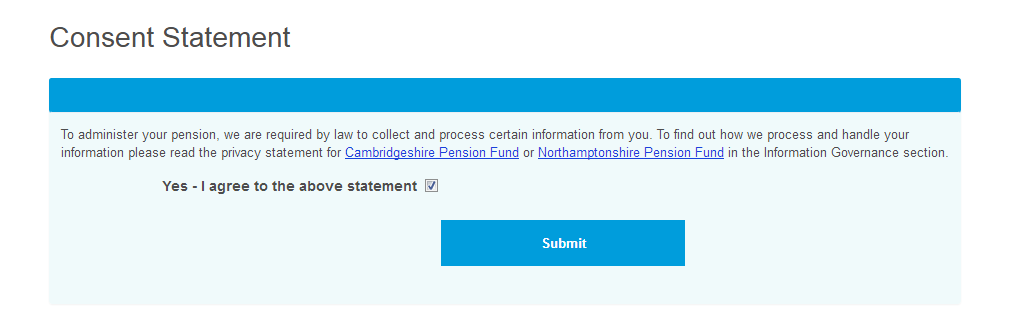 Consent Statement
To administer your pension, we are required by law to collect and process certain information from you. To find out how we process and handle your
information please read the privacy statement for Cambridgeshire Pension Fund or Northamptonshire Pension Fund in the Information Governance section.
Yes - I agree to the above statement
Submit